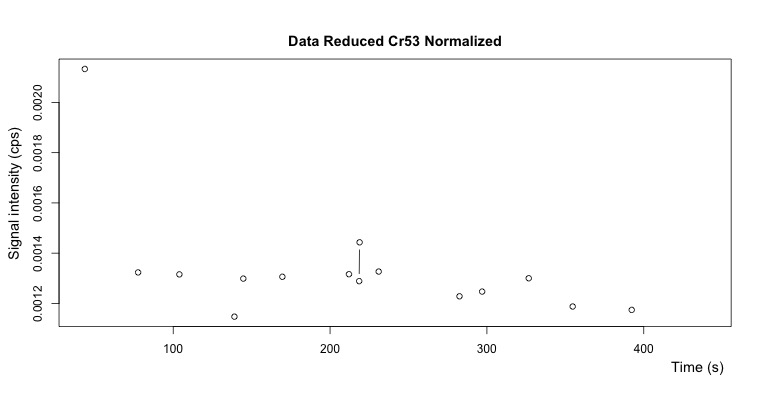 Data Reduced Cr53 Normalized
Signal intensity (cps)
0.0020
0.0018
0.0016
0.0014
0.0012
100 200 300 400
Time (s)